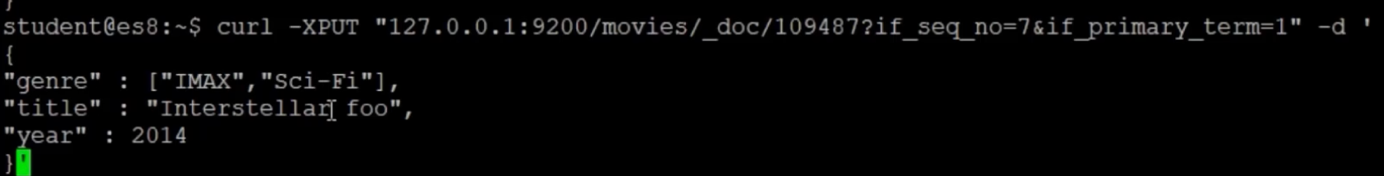 }
student@es8:~$ curl -XPUT "127.0.0.1:9200/movies/_doc/109487?if_seq_no=7&if_primary_term=1" -d '
{
"genre" : ["IMAX","Sci-Fi"],
"title" : "Interstellar foo",
"year" : 2014
}'